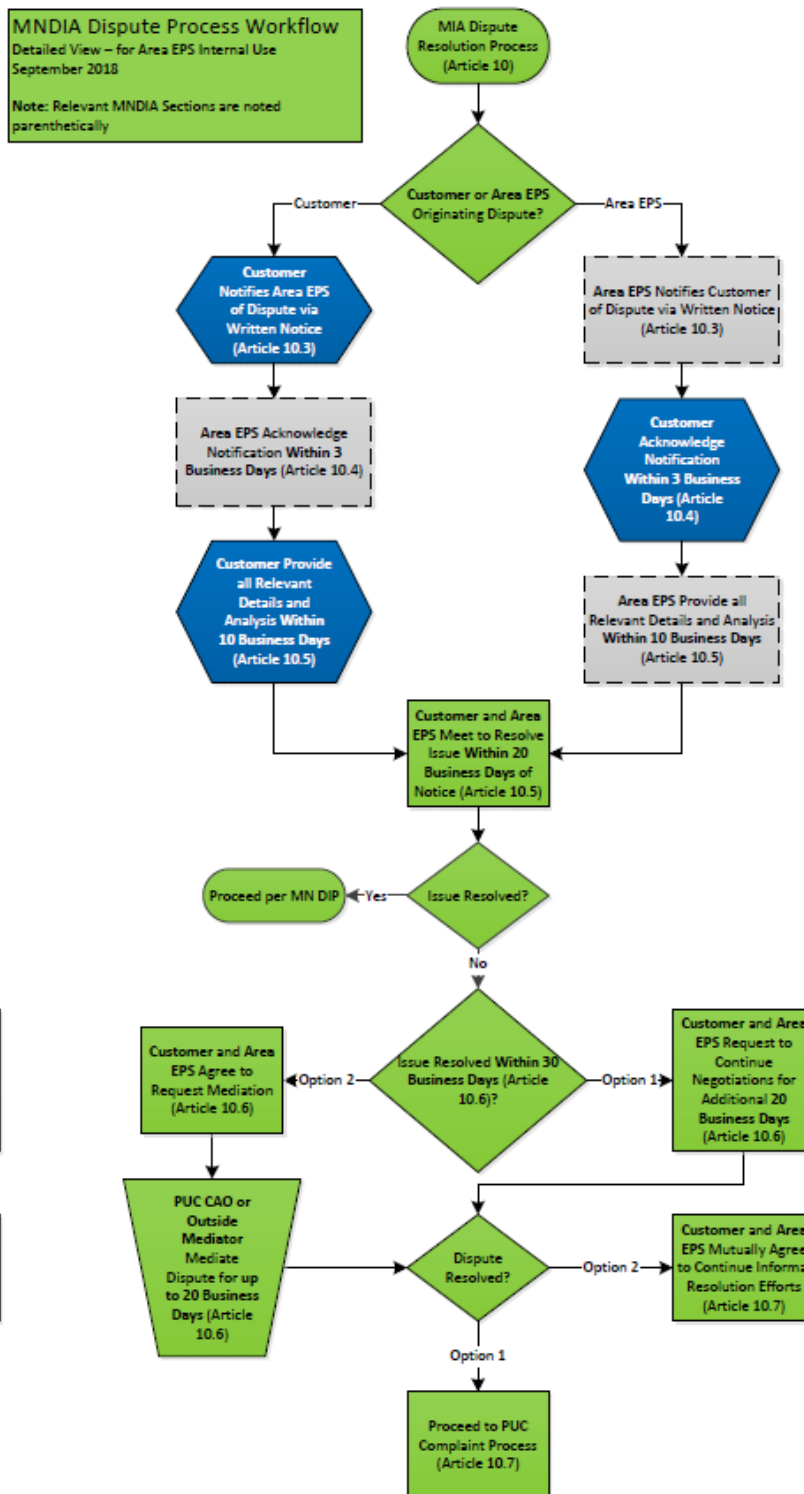 MNDIA Dispute Process Workflow
Detailed View – for Area EPS Internal Use
September 2018
Note: Relevant MNDIA Sections are noted
parenthetically
MIA Dispute
Resolution Process
(Article 10)
Customer or Area EPS
Originating Dispute?
Customer
Area EPS
Customer
Notifies Area EPS
of Dispute via
Written Notice
(Article 10.3)
Area EPS Notifies Customer
of Dispute via Written Notice
(Article 10.3)
Area EPS Acknowledge
Notification Within 3
Business Days (Article 10.4)
Customer
Acknowledge
Notification
Within 3 Business
Days (Article
10.4)
Customer Provide
all Relevant
Details and
Analysis Within
10 Business Days
(Article 10.5)
Area EPS Provide all
Relevant Details and Analysis
Within 10 Business Days
(Article 10.5)
Customer and Area
EPS Meet to Resolve
Issue Within 20
Business Days of
Notice (Article 10.5)
Proceed per MN DIP
Yes
Issue Resolved?
No
Customer and Area
EPS Agree to
Request Mediation
(Article 10.6)
Option 2
Issue Resolved Within 30
Business Days (Article
10.6)?
Option 1
Customer and Area
EPS Request to
Continue
Negotiations for
Additional 20
Business Days
(Article 10.6)
PUC CAO or
Outside
Mediator
Mediate
Dispute for up
to 20 Business
Days (Article
10.6)
Dispute
Resolved?
Option 2
Customer and Area
EPS Mutually Agree
to Continue Informa
Resolution Efforts
(Article 10.7)
Option 1
Proceed to PUC
Complaint Process
(Article 10.7)